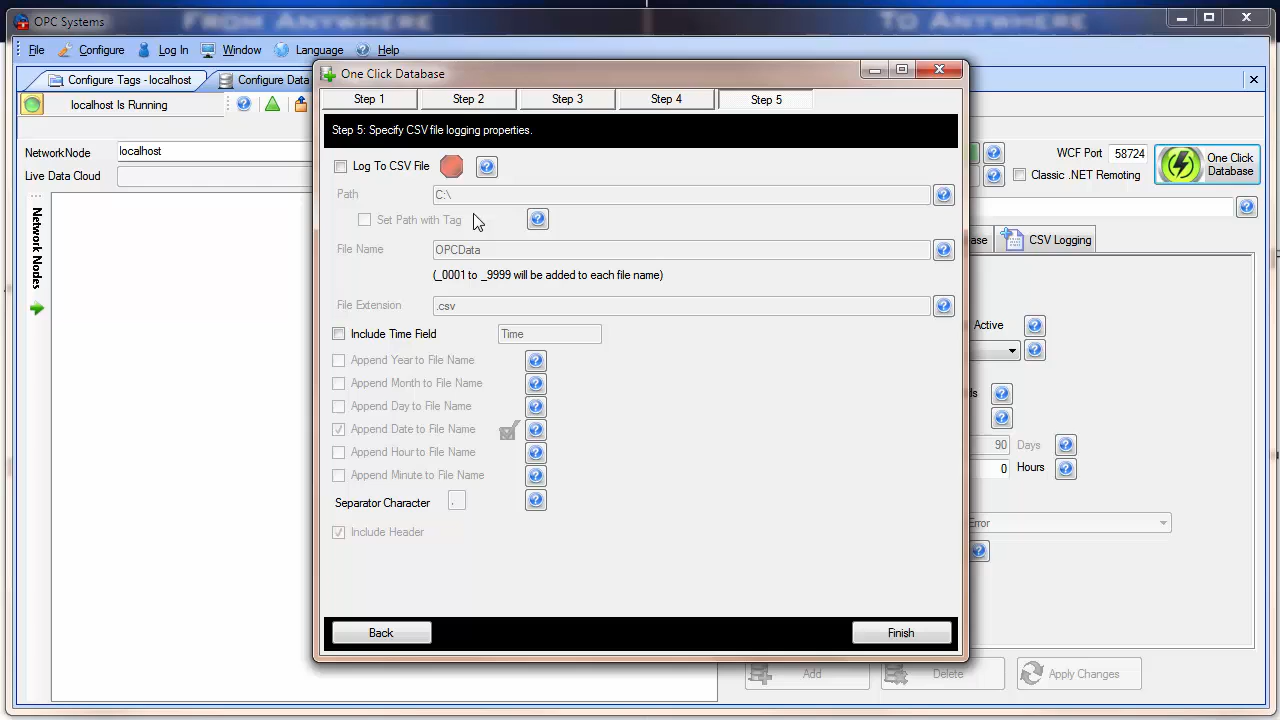 FROM ANYWHERE TO ANYWHERE
OPC Systems
File Configure Log In Window Language Help
Configure Tags - localhost Configure Data
localhost Is Running
NetworkNode localhost
Live Data Cloud
Network Nodes
WCF Port 58724
Classic .NET Remoting
One Click
Database
CSV Logging
Active
90 Days
0 Hours
Add Delete Apply Changes
One Click Database
Step 1 Step 2 Step 3 Step 4 Step 5
Step 5: Specify CSV file logging properties.
Log To CSV File
Path C:\
Set Path with Tag
File Name OPCData
(_0001 to _9999 will be added to each file name)
File Extension .csv
Include Time Field Time
Append Year to File Name
Append Month to File Name
Append Day to File Name
Append Date to File Name
Append Hour to File Name
Append Minute to File Name
Separator Character
Include Header
Back Finish